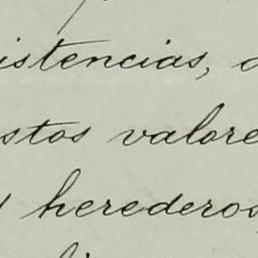 istencias,
stos valore
herederos